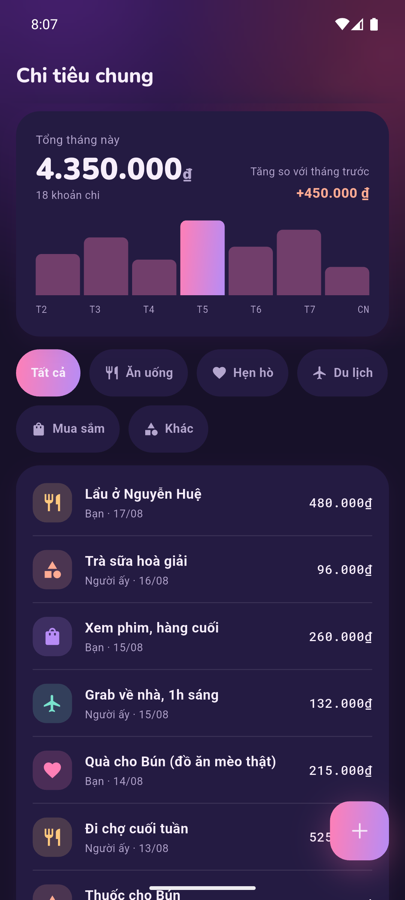 8:07
Chi tiêu chung
Tổng tháng này
4.350.000₫
18 khoản chi
Tăng so với tháng trước
+450.000 ₫
T2 T3 T4 T5 T6 T7 CN
Tất cả
Ăn uống
Hẹn hò
Du lịch
Mua sắm
Khác
Lẩu ở Nguyễn Huệ
Bạn · 17/08
480.000₫
Trà sữa hoà giải
Người ấy · 16/08
96.000₫
Xem phim, hàng cuối
Bạn · 15/08
260.000₫
Grab về nhà, 1h sáng
Người ấy · 15/08
132.000₫
Quà cho Bún (đồ ăn mèo thật)
Bạn · 14/08
215.000₫
Đi chợ cuối tuần
Người ấy · 13/08
525
Thuốc cho Bún